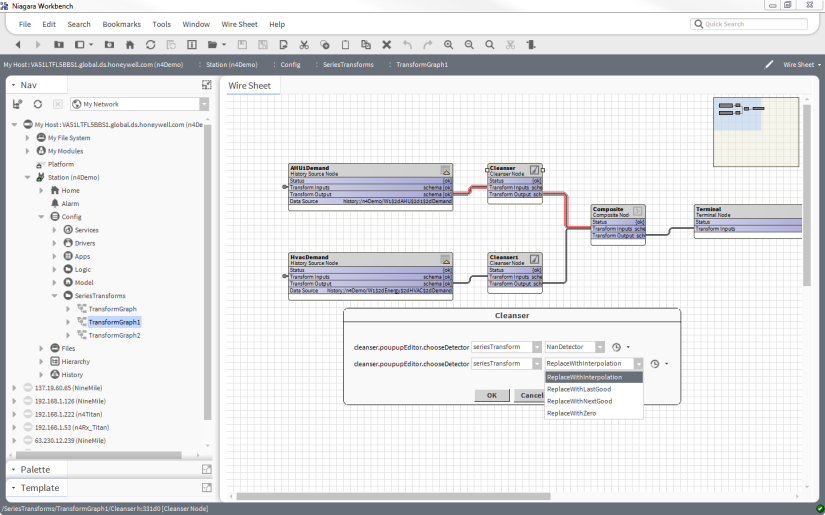 Niagara Workbench
File Edit Search Bookmarks Tools Window Wire Sheet Help
Quick Search
My Host : VAS1LTFL5BBS1.global.ds.honeywell.com (n4Demo) : Station (n4Demo) : Config : SeriesTransforms : TransformGraph1
Wire Sheet
Nav
My Network
My Host : VAS1LTFL5BBS1.global.ds.honeywell.com (n4De
My File System
My Modules
Platform
Station (n4Demo)
Home
Alarm
Config
Services
Drivers
Apps
Logic
Model
SeriesTransforms
TransformGraph
TransformGraph1
TransformGraph2
Files
Hierarchy
History
137.19.60.65 (NineMile)
192.168.1.126 (NineMile)
192.168.1.222 (n4Titan)
192.168.1.53 (n4Rx_Titan)
63.230.12.239 (NineMile)
Palette
Template
Wire Sheet
AHU1Demand
History Source Node
Status [ok]
Transform Inputs schema [ok]
Transform Output schema [ok]
Data Source history:/n4Demo/W1$2dAHU$2d1$2dDemand
Cleanser
Cleanser Node
Status [ok]
Transform Inputs sche
Transform Output sche
Composite
Composite Node
Status [ok]
Transform Inputs sche
Transform Output sche
Terminal
Terminal Node
Status
Transform Inputs
HvacDemand
History Source Node
Status [ok]
Transform Inputs schema [ok]
Transform Output schema [ok]
Data Source history:/n4Demo/W1$2dEnergy$2dHVAC$2dDemand
Cleanser1
Cleanser Node
Status [ok]
Transform Inputs sche
Transform Output sche
Cleanser
cleanser.poupupEditor.chooseDetector seriesTransform NanDetector
cleanser.poupupEditor.chooseDetector seriesTransform ReplaceWithInterpolation
ReplaceWithInterpolation
ReplaceWithLastGood
ReplaceWithNextGood
ReplaceWithZero
OK Cancel
/SeriesTransforms/TransformGraph1/Cleanser h:331d0 [Cleanser Node]